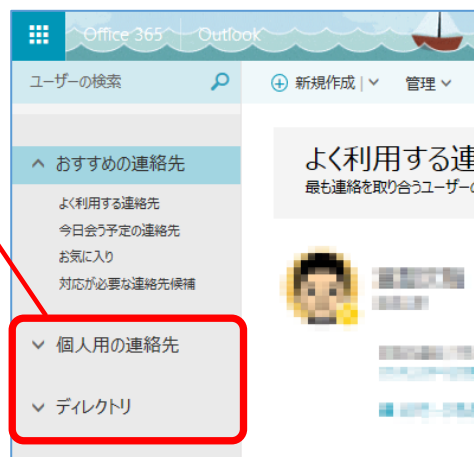 Office 365 Outlook
ユーザーの検索
新規作成 | 管理
おすすめの連絡先
よく利用する連絡先
今日会う予定の連絡先
お気に入り
対応が必要な連絡先候補
個人用の連絡先
ディレクトリ
よく利用する連
最も連絡を取り合うユーザーの